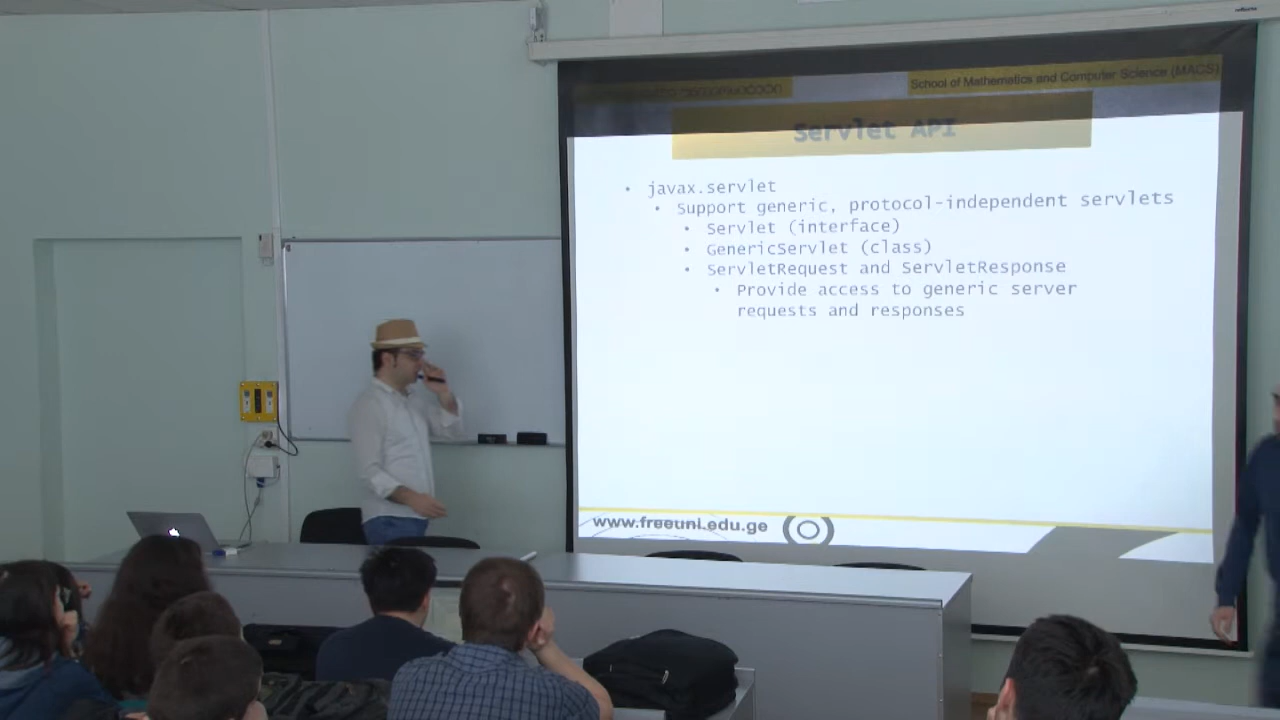 School of Mathematics and Computer Science (MACS)
Servlet API
• javax.servlet
• Support generic, protocol-independent servlets
• Servlet (interface)
• GenericServlet (class)
• ServletRequest and ServletResponse
• Provide access to generic server
requests and responses
www.freeuni.edu.ge